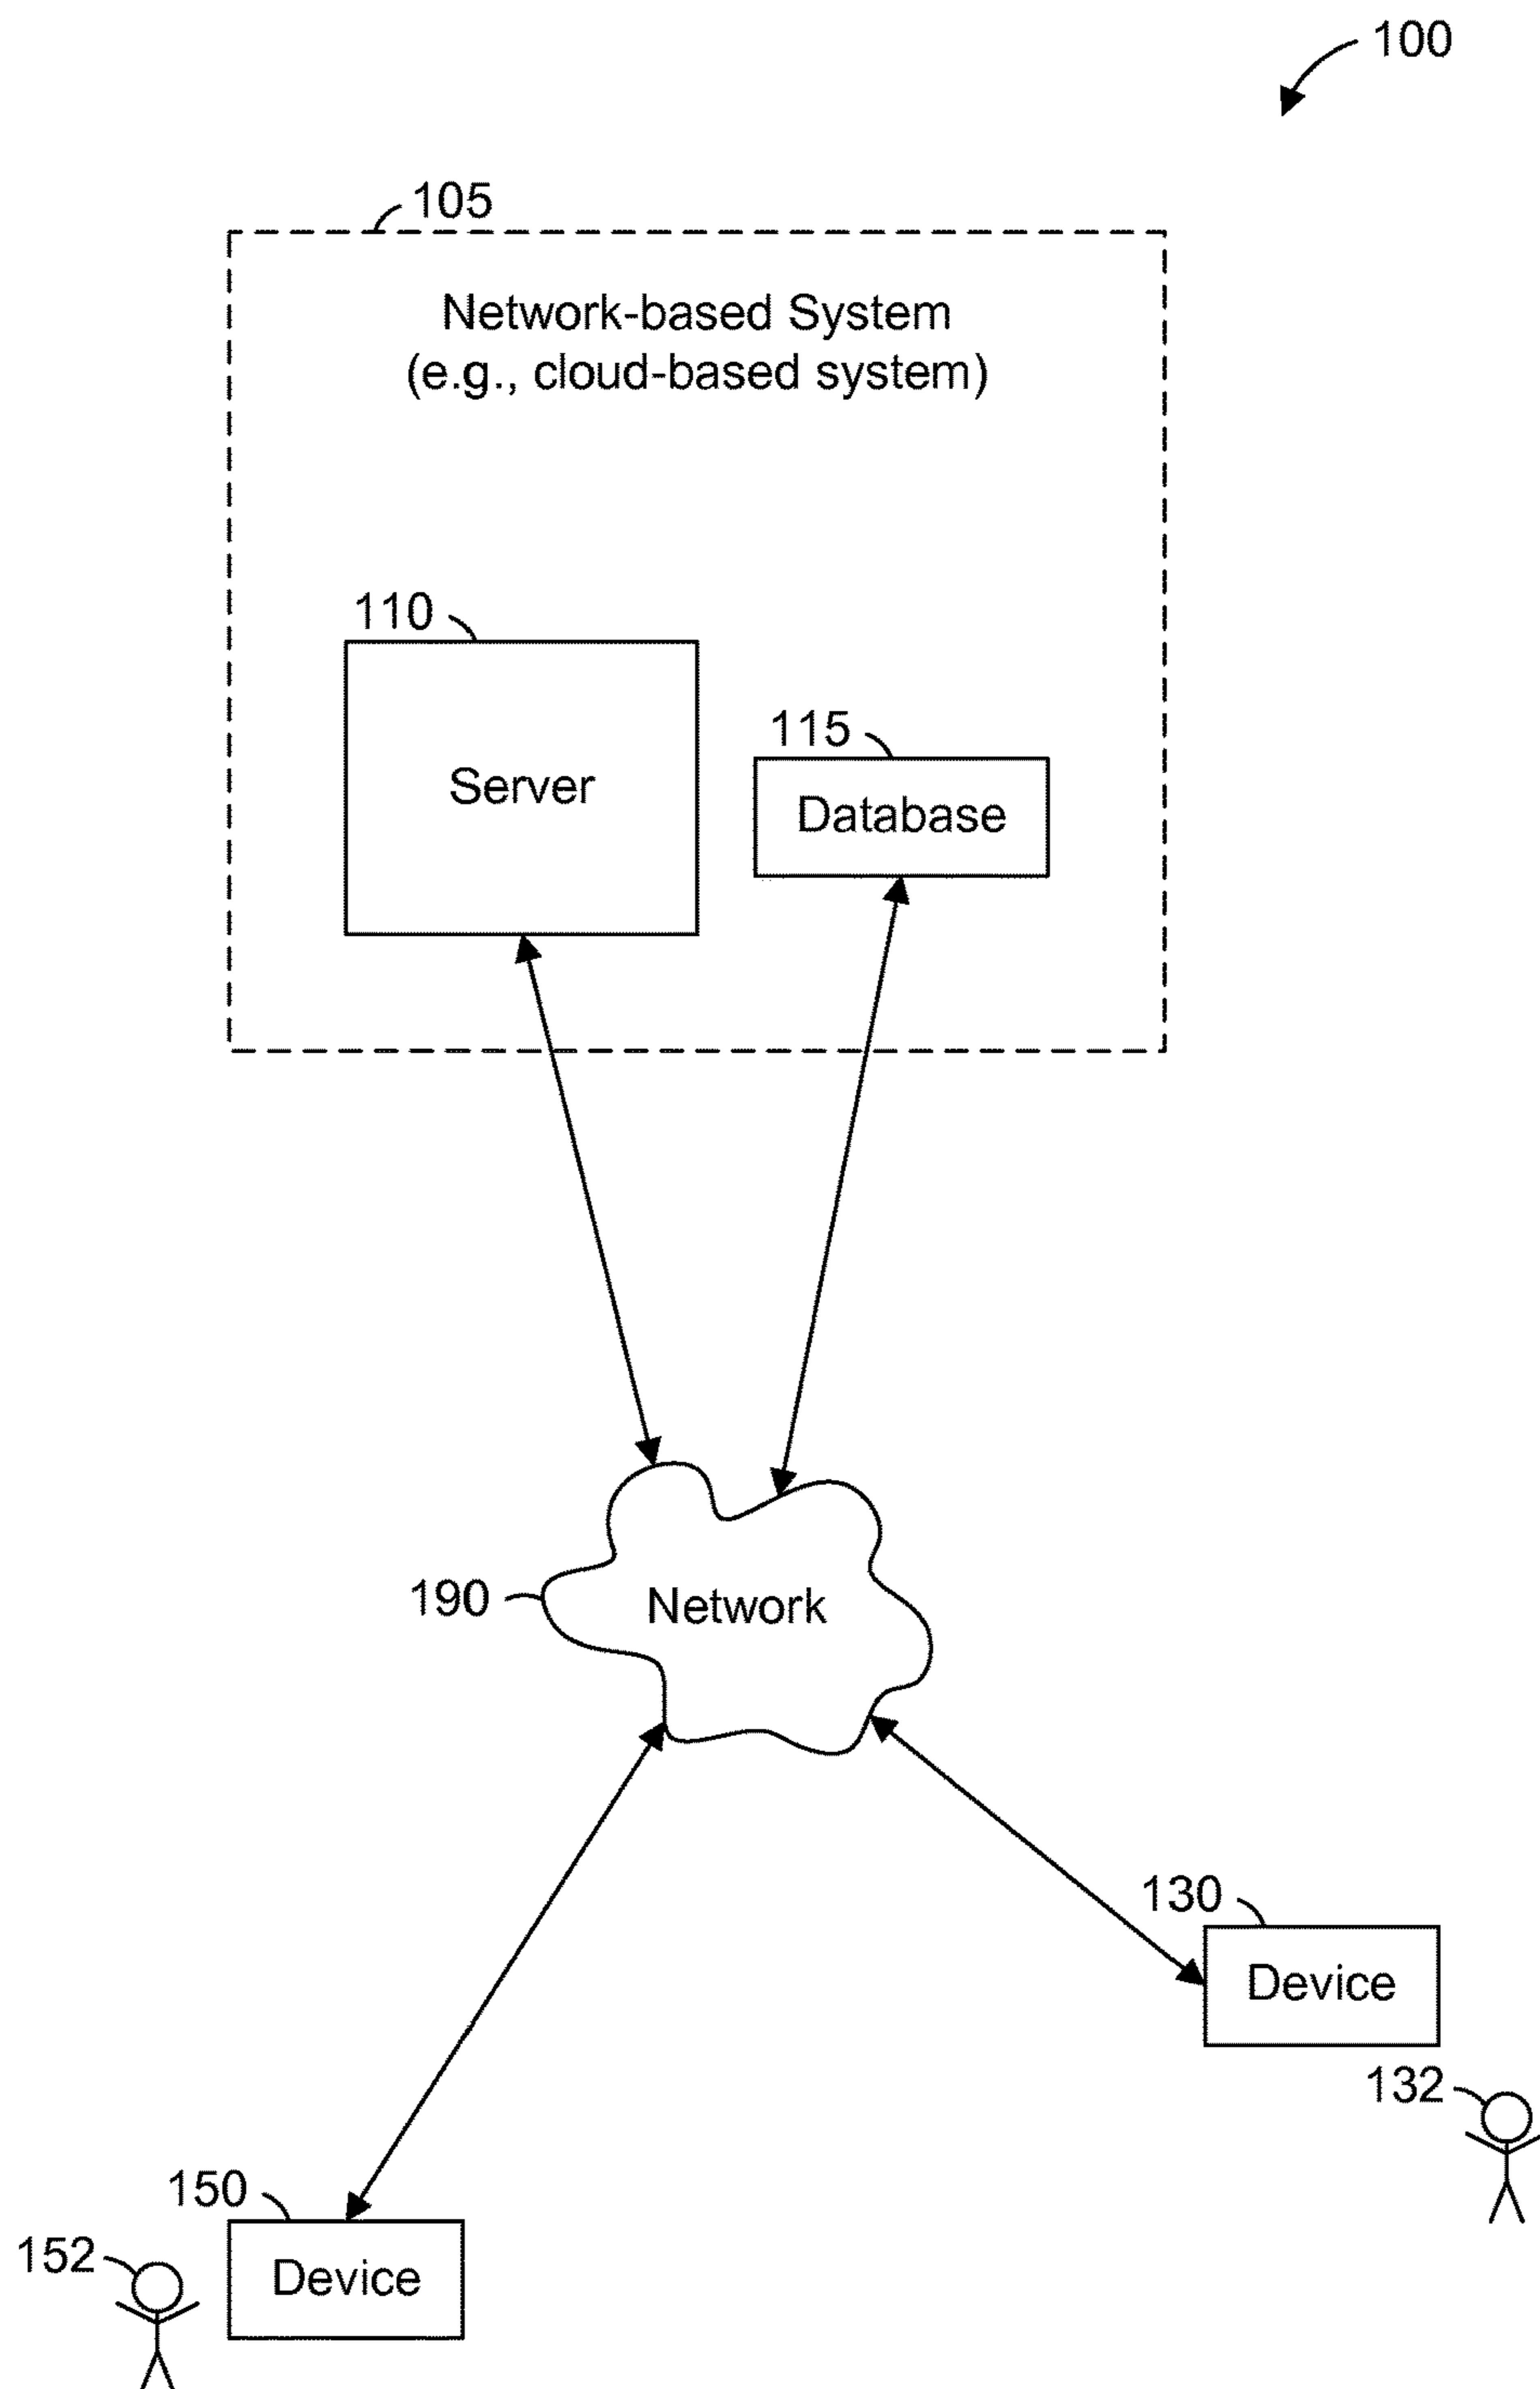 100
105
Network-based System
(e.g., cloud-based system)
110
Server
115
Database
190
Network
130
Device
132
150
Device
152